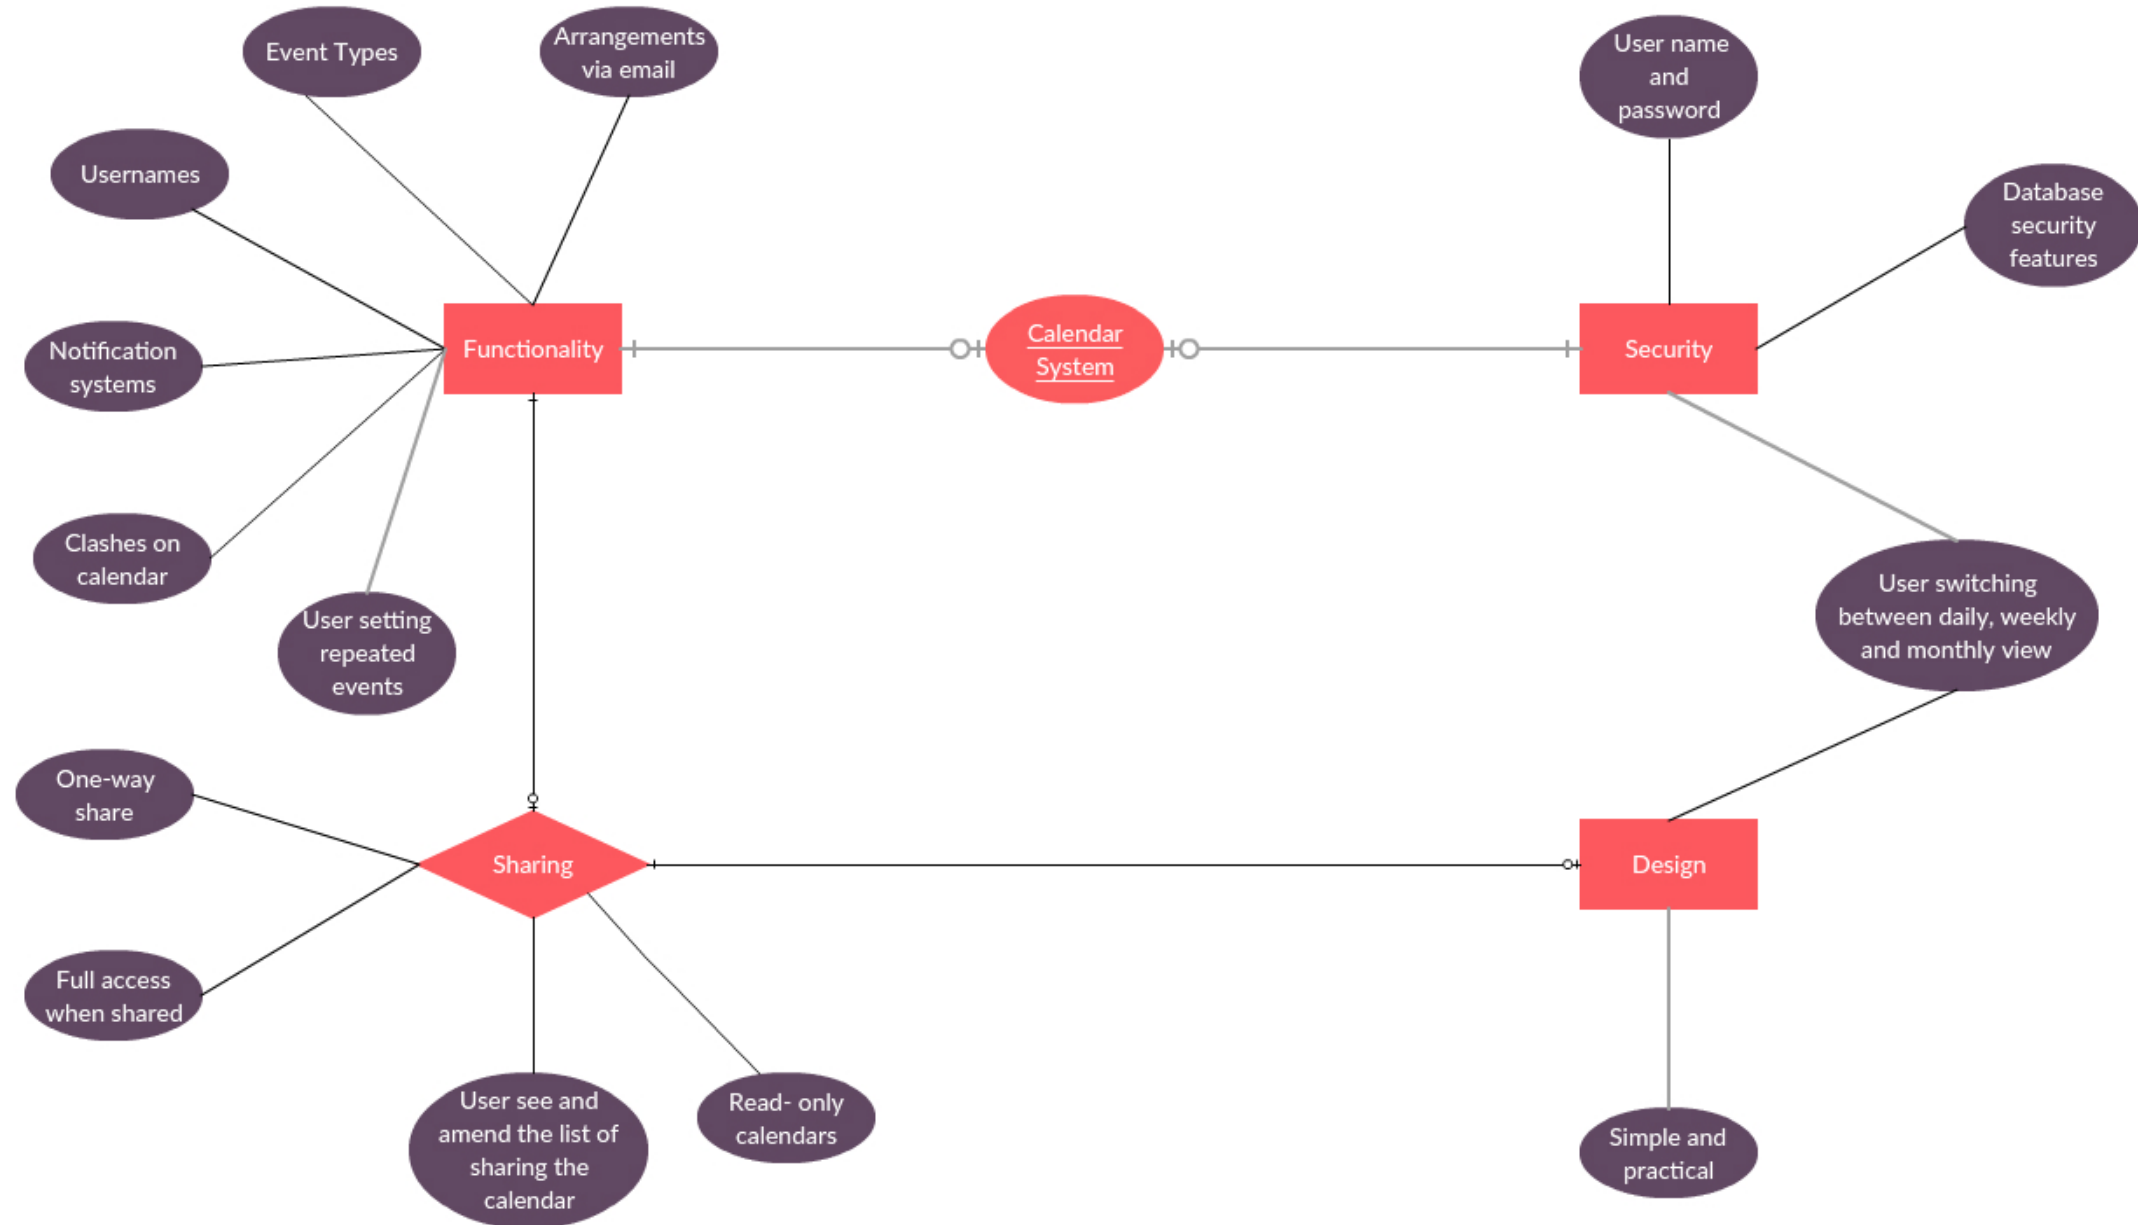 Event Types
Arrangements
via email
User name
and
password
Usernames
Database
security
features
Notification
systems
Functionality
Calendar
System
Security
Clashes on
calendar
User setting
repeated
events
User switching
between daily, weekly
and monthly view
One-way
share
Sharing
Design
Full access
when shared
User see and
amend the list of
sharing the
calendar
Read- only
calendars
Simple and
practical